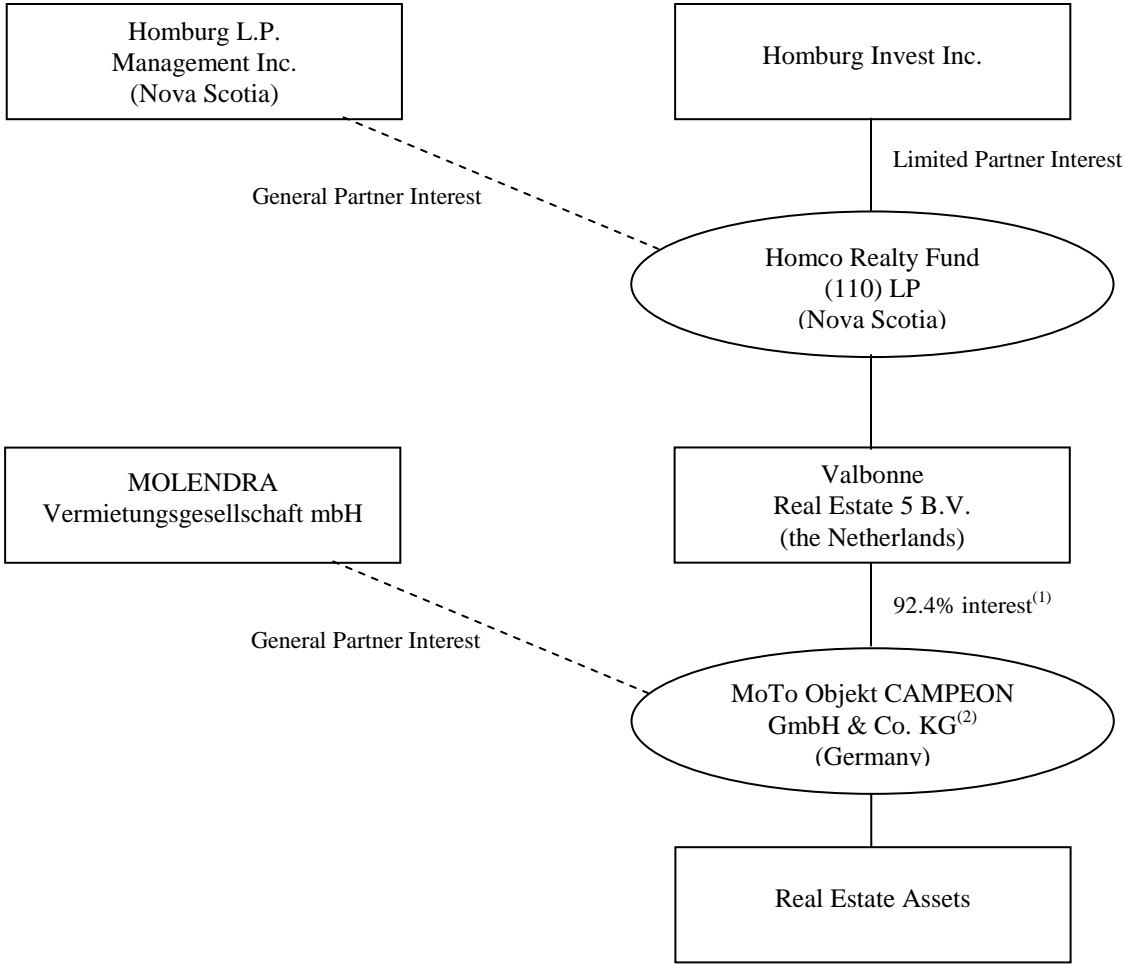 Homburg L.P.
Management Inc.
(Nova Scotia)
Homburg Invest Inc.
Limited Partner Interest
General Partner Interest
Homco Realty Fund
(110) LP
(Nova Scotia)
MOLENDRA
Vermietungsgesellschaft mbH
Valbonne
Real Estate 5 B.V.
(the Netherlands)
92.4% interest(1)
General Partner Interest
MoTo Objekt CAMPEON
GmbH & Co. KG(2)
(Germany)
Real Estate Assets